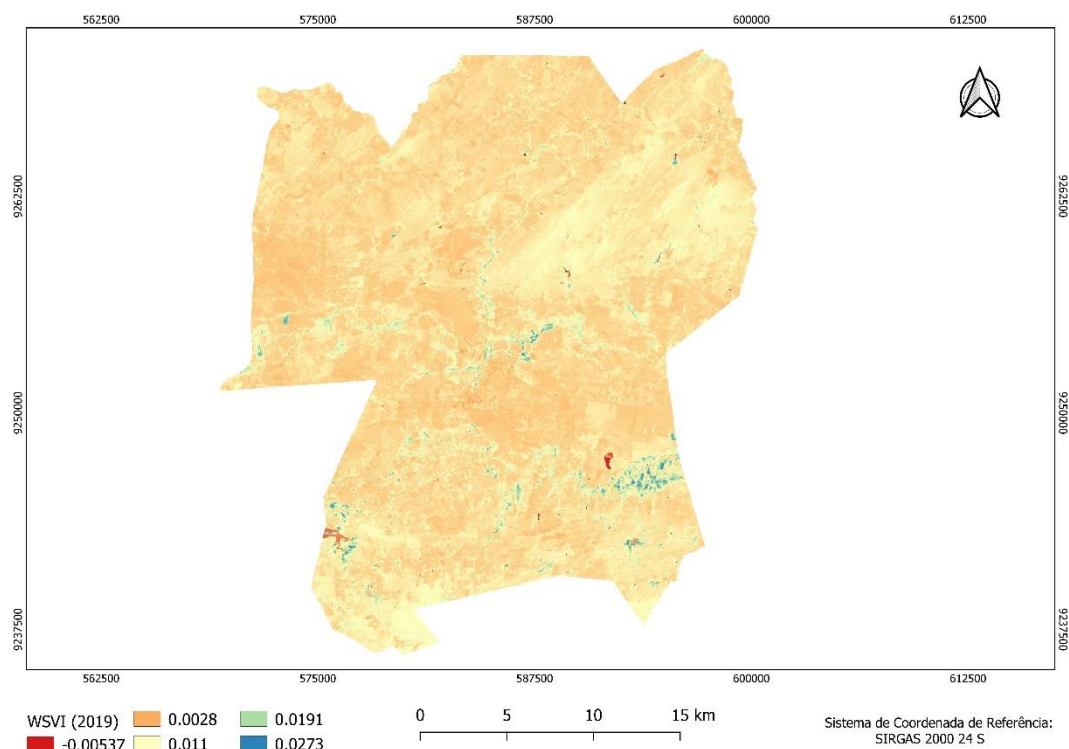 562500 575000 587500 600000 612500
9262500 9262500
9250000 9250000
9237500 9237500
562500 575000 587500 600000 612500
WSVI (2019) 0.0028 0.0191
-0.00537 0.011 0.0273
0 5 10 15 km
Sistema de Coordenada de Referência:
SIRGAS 2000 24 S